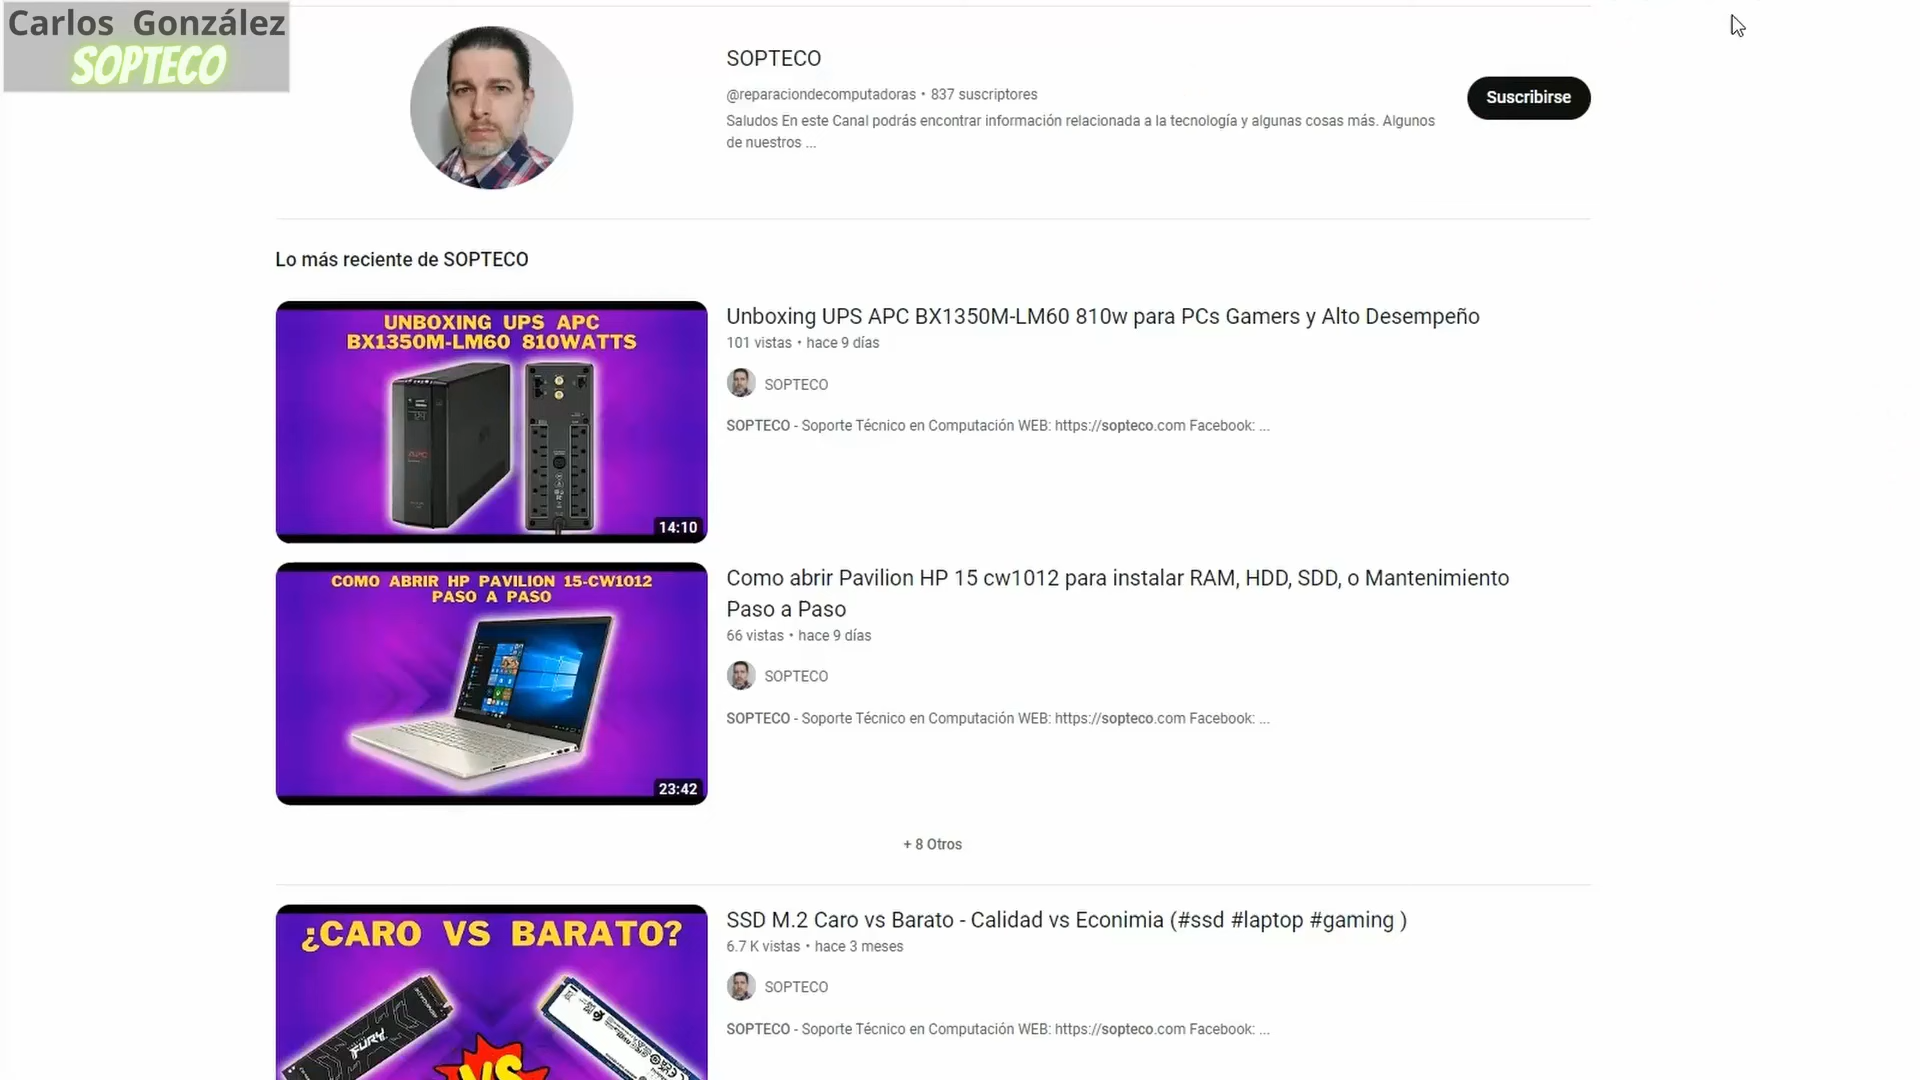 Carlos González
SOPTECO
SOPTECO
@reparaciondecomputadoras • 837 suscriptores
Saludos En este Canal podrás encontrar información relacionada a la tecnología y algunas cosas más. Algunos
de nuestros ...
Suscribirse
Lo más reciente de SOPTECO
UNBOXING UPS APC
BX1350M-LM60 810WATTS
APC
14:10
Unboxing UPS APC BX1350M-LM60 810w para PCs Gamers y Alto Desempeño
101 vistas • hace 9 días
SOPTECO
SOPTECO - Soporte Técnico en Computación WEB: https://sopteco.com Facebook: ...
COMO ABRIR HP PAVILION 15-CW1012
PASO A PASO
23:42
Como abrir Pavilion HP 15 cw1012 para instalar RAM, HDD, SDD, o Mantenimiento
Paso a Paso
66 vistas • hace 9 días
SOPTECO
SOPTECO - Soporte Técnico en Computación WEB: https://sopteco.com Facebook: ...
+ 8 Otros
¿CARO VS BARATO?
FURY
VS
SSD M.2 Caro vs Barato - Calidad vs Econimia (#ssd #laptop #gaming )
6.7 K vistas • hace 3 meses
SOPTECO
SOPTECO - Soporte Técnico en Computación WEB: https://sopteco.com Facebook: ...